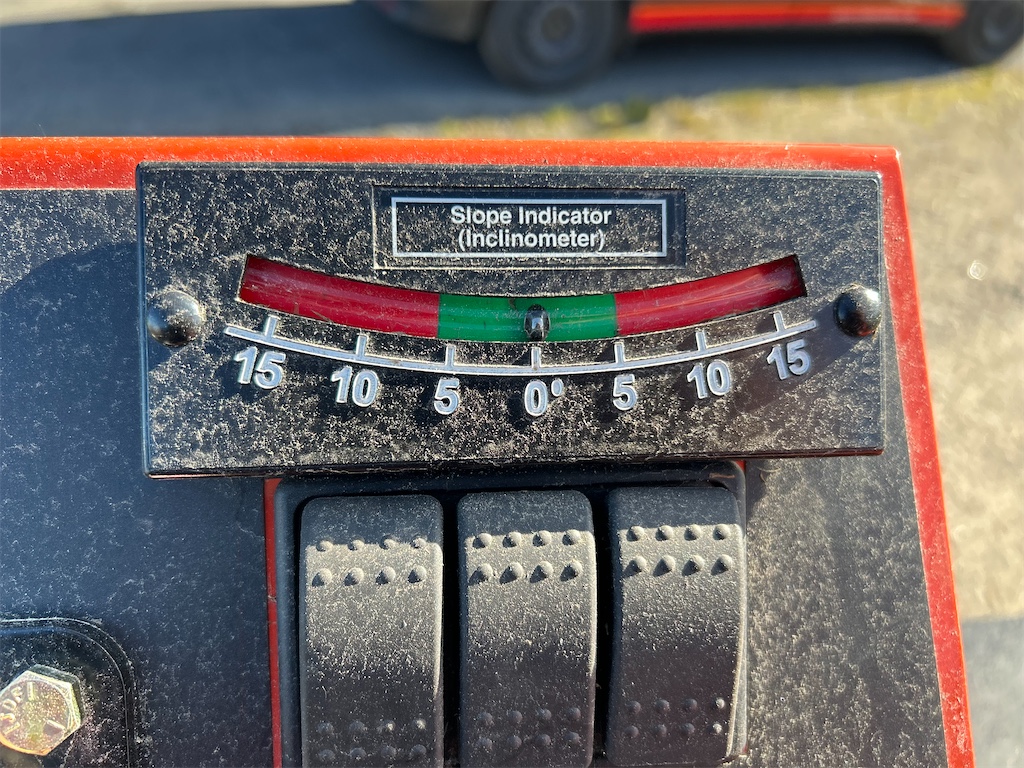 Slope Indicator
(Inclinometer)
15 10 5 0° 5 10 15